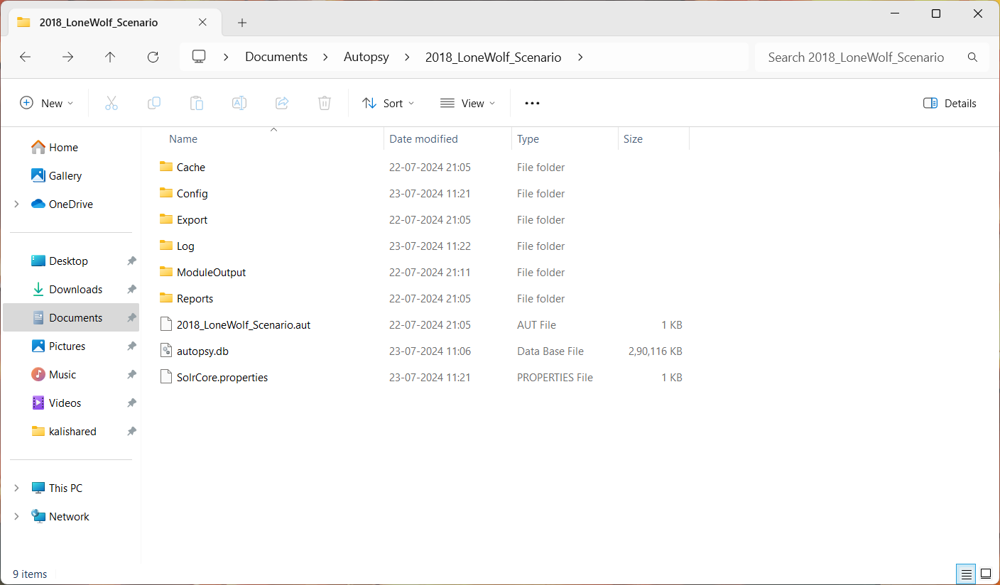 2018_LoneWolf_Scenario
Documents > Autopsy > 2018_LoneWolf_Scenario >
Search 2018_LoneWolf_Scenario
New
Sort
View
Details
Home
Gallery
OneDrive
Desktop
Downloads
Documents
Pictures
Music
Videos
kalishared
This PC
Network
Name Date modified Type Size
Cache 22-07-2024 21:05 File folder
Config 23-07-2024 11:21 File folder
Export 22-07-2024 21:05 File folder
Log 23-07-2024 11:22 File folder
ModuleOutput 22-07-2024 21:11 File folder
Reports 22-07-2024 21:05 File folder
2018_LoneWolf_Scenario.aut 22-07-2024 21:05 AUT File 1 KB
autopsy.db 23-07-2024 11:06 Data Base File 2,90,116 KB
SolrCore.properties 23-07-2024 11:21 PROPERTIES File 1 KB
9 items